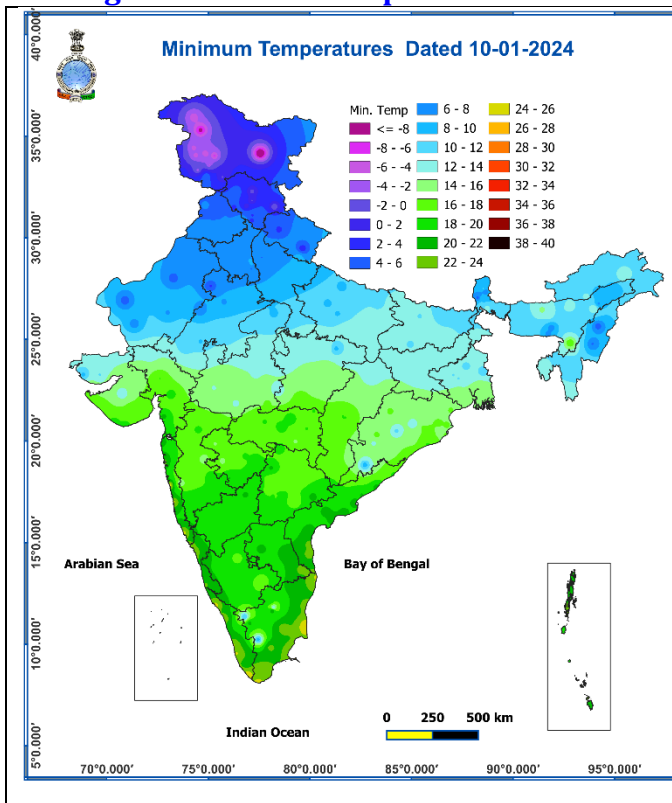 Minimum Temperatures Dated 10-01-2024
Min. Temp
<= -8
-8 - -6
-6 - -4
-4 - -2
-2 - 0
0 - 2
2 - 4
4 - 6
6 - 8
8 - 10
10 - 12
12 - 14
14 - 16
16 - 18
18 - 20
20 - 22
22 - 24
24 - 26
26 - 28
28 - 30
30 - 32
32 - 34
34 - 36
36 - 38
38 - 40
40°0.000'
35°0.000'
30°0.000'
25°0.000'
20°0.000'
15°0.000'
10°0.000'
5°0.000'
Arabian Sea
Bay of Bengal
Indian Ocean
0 250 500 km
70°0.000' 75°0.000' 80°0.000' 85°0.000' 90°0.000' 95°0.000'